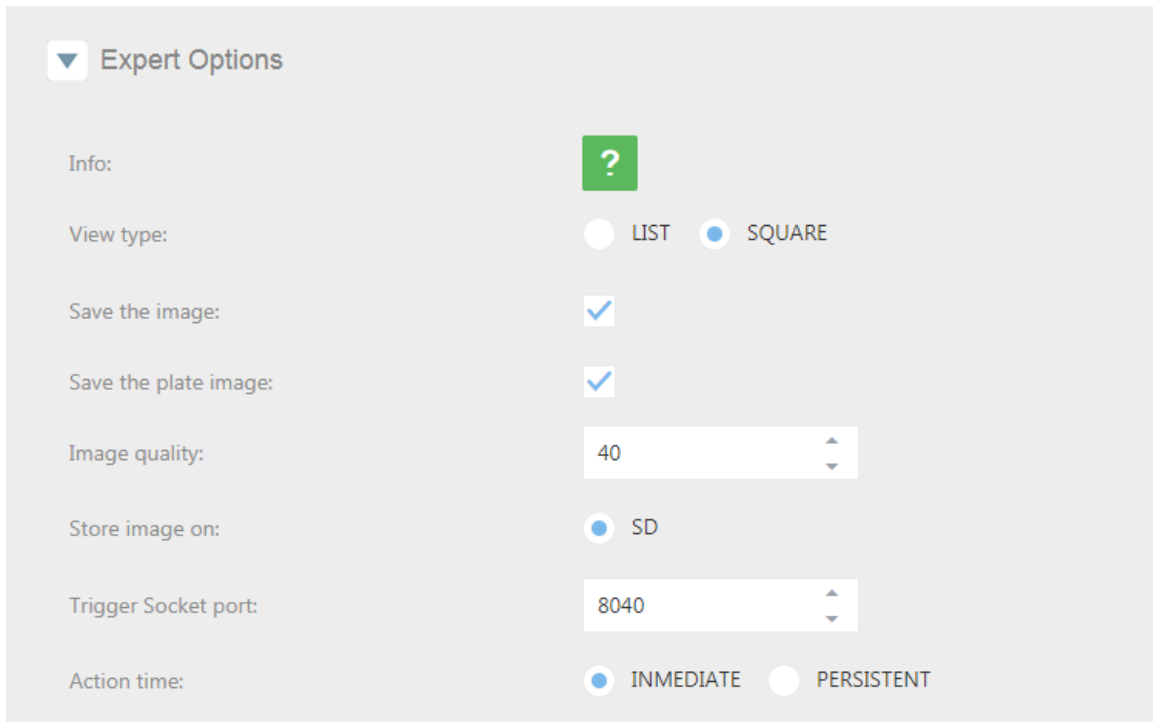 Expert Options
Info: ?
View type: LIST SQUARE
Save the image:
Save the plate image:
Image quality: 40
Store image on: SD
Trigger Socket port: 8040
Action time: INMEDIATE PERSISTENT